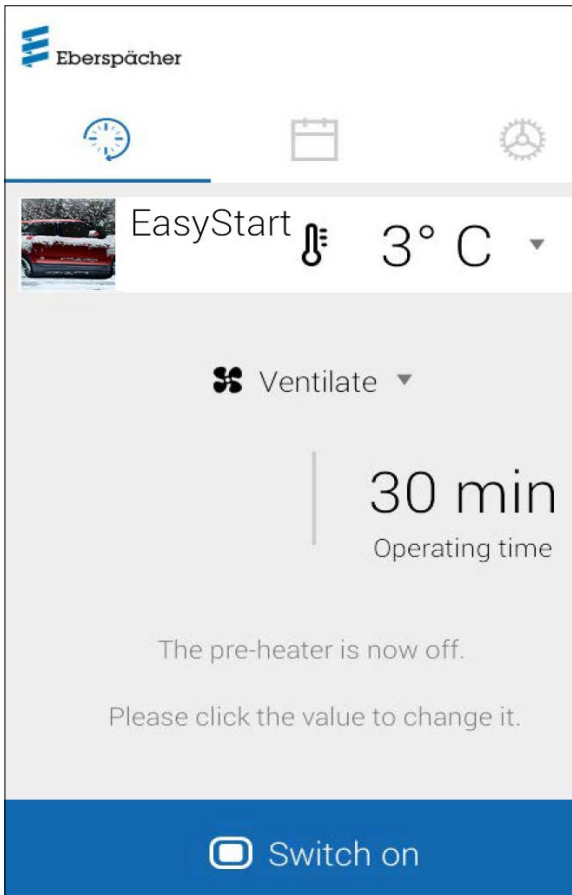 Eberspächer
EasyStart 3° C
Ventilate
30 min
Operating time
The pre-heater is now off.
Please click the value to change it.
Switch on